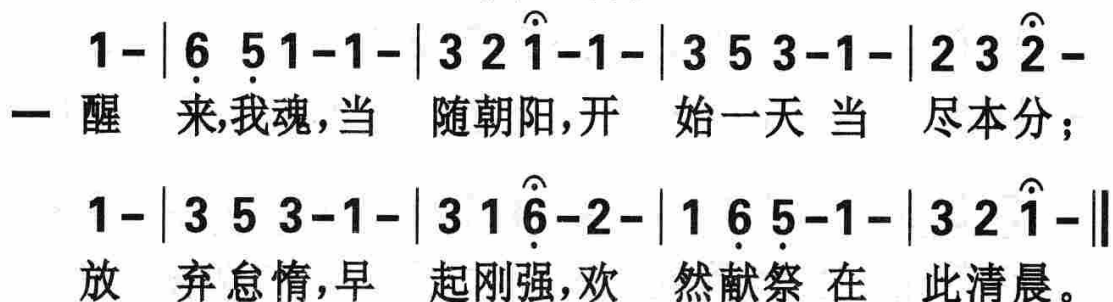 1 – | 6̣ 5̣ 1 – 1 – | 3 2 1̑ – 1 – | 3 5 3 – 1 – | 2 3 2̑ –
一 醒 来,我魂,当 随朝阳,开 始一天 当 尽本分；
1 – | 3 5 3 – 1 – | 3 1 6̣̑ – 2 – | 1 6̣ 5̣ – 1 – | 3 2 1̑ – ‖
放 弃怠惰,早 起刚强,欢 然献祭 在 此清晨。